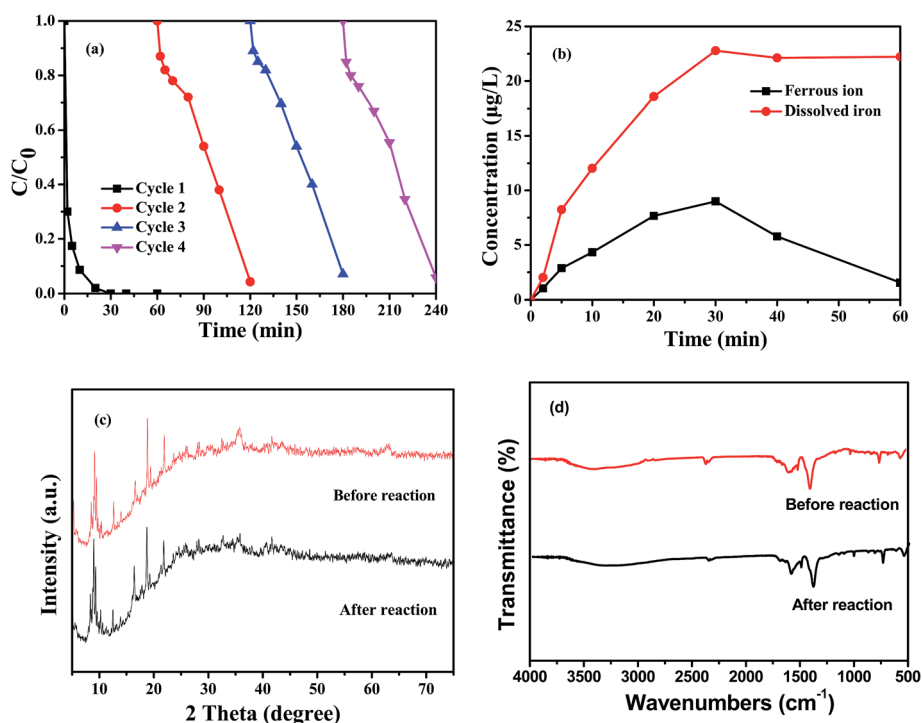 (a)
C/C0
1.0
0.8
0.6
0.4
0.2
0.0
Cycle 1
Cycle 2
Cycle 3
Cycle 4
0 30 60 90 120 150 180 210 240
Time (min)
(b)
Concentration (μg/L)
25
20
15
10
5
0
Ferrous ion
Dissolved iron
0 10 20 30 40 60
Time (min)
(c)
Intensity (a.u.)
Before reaction
After reaction
10 20 30 40 50 60 70
2 Theta (degree)
(d)
Transmittance (%)
Before reaction
After reaction
4000 3500 3000 2500 2000 1500 1000 500
Wavenumbers (cm⁻¹)